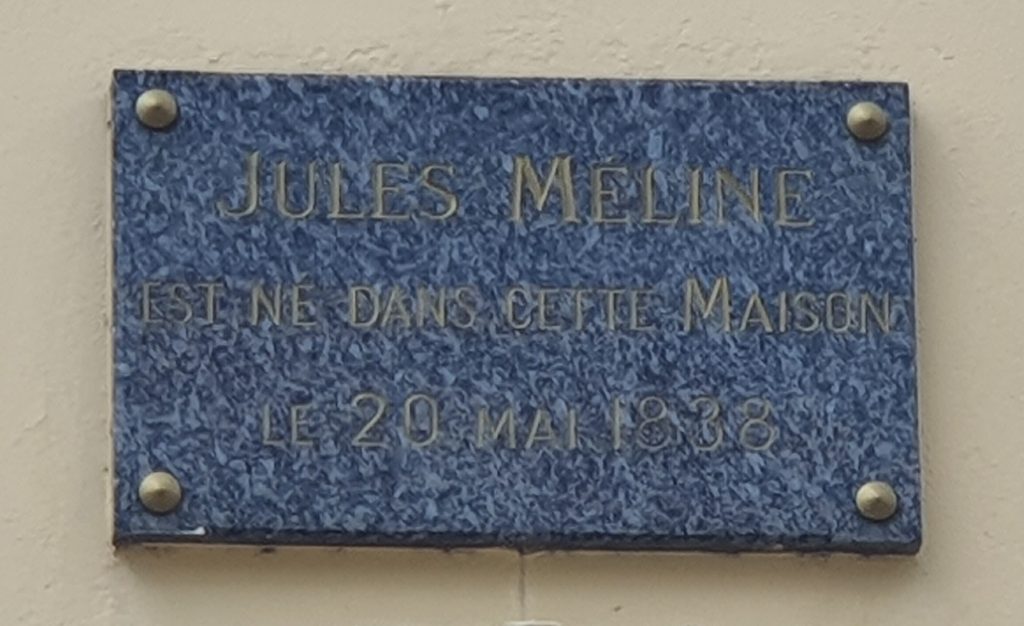 JULES MÉLINE
EST NÉ DANS CETTE MAISON
LE 20 MAI 1838